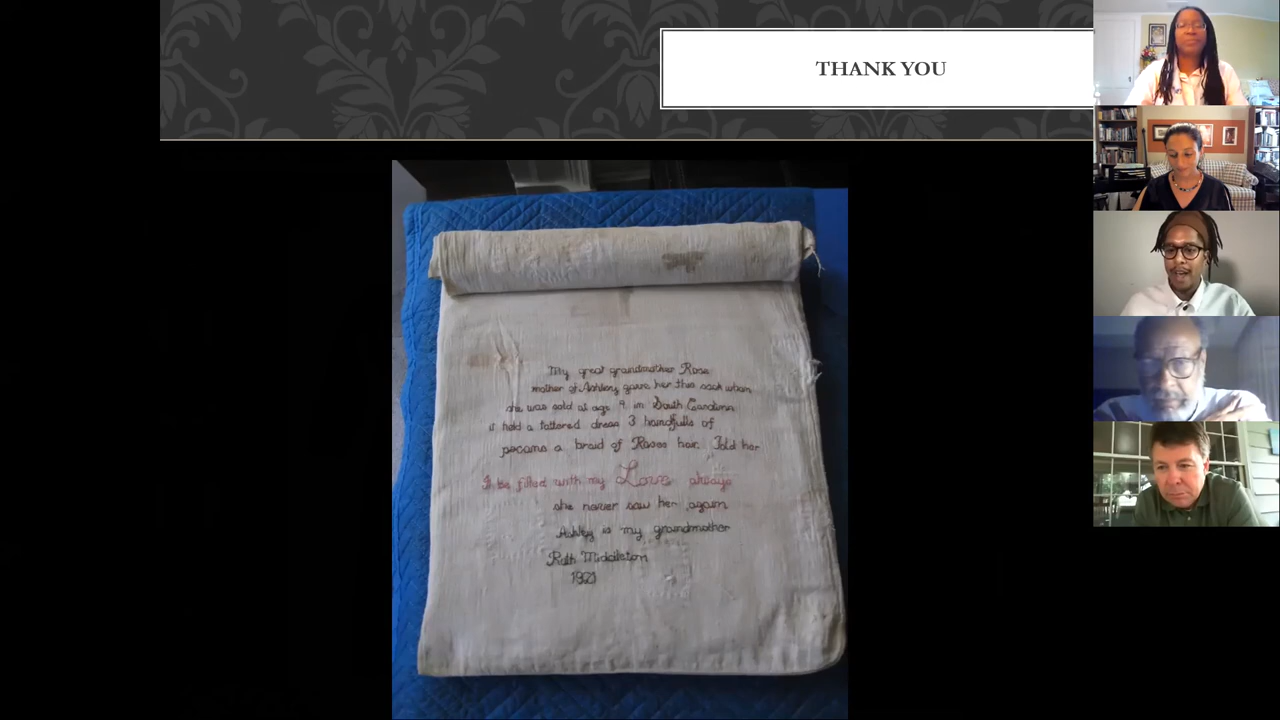 THANK YOU
My great grandmother Rose
mother of Ashley gave her this sack when
she was sold at age 9 in South Carolina
it held a tattered dress 3 handfulls of
pecans a braid of Roses hair. Told her
It be filled with my Love always
she never saw her again
Ashley is my grandmother
Ruth Middleton
1921